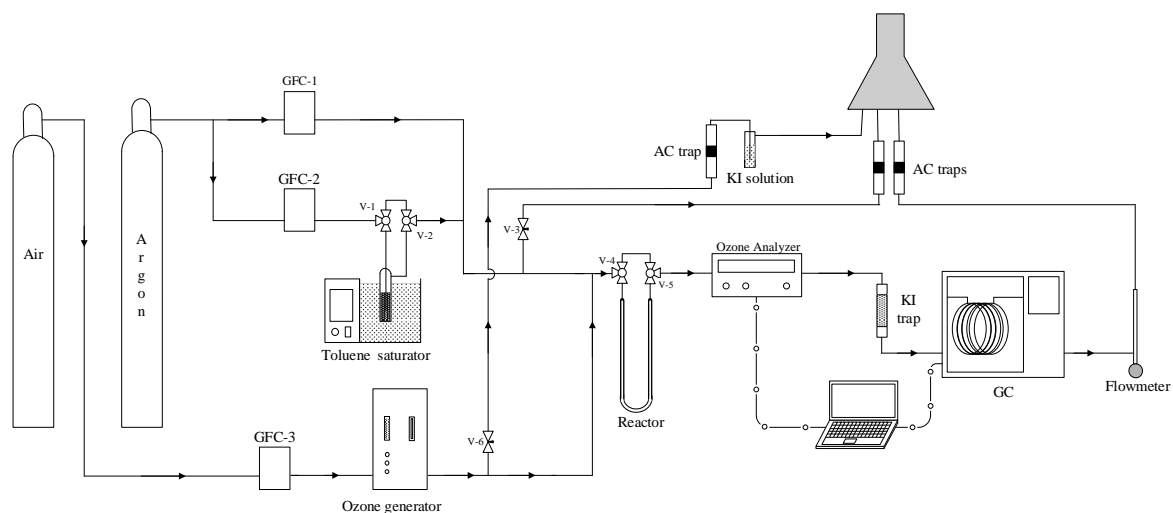 GFC-1
GFC-2
GFC-3
Air
Argon
V-1
V-2
Toluene saturator
Ozone generator
V-6
V-3
AC trap
KI solution
AC traps
V-4
V-5
Reactor
Ozone Analyzer
KI
trap
GC
Flowmeter